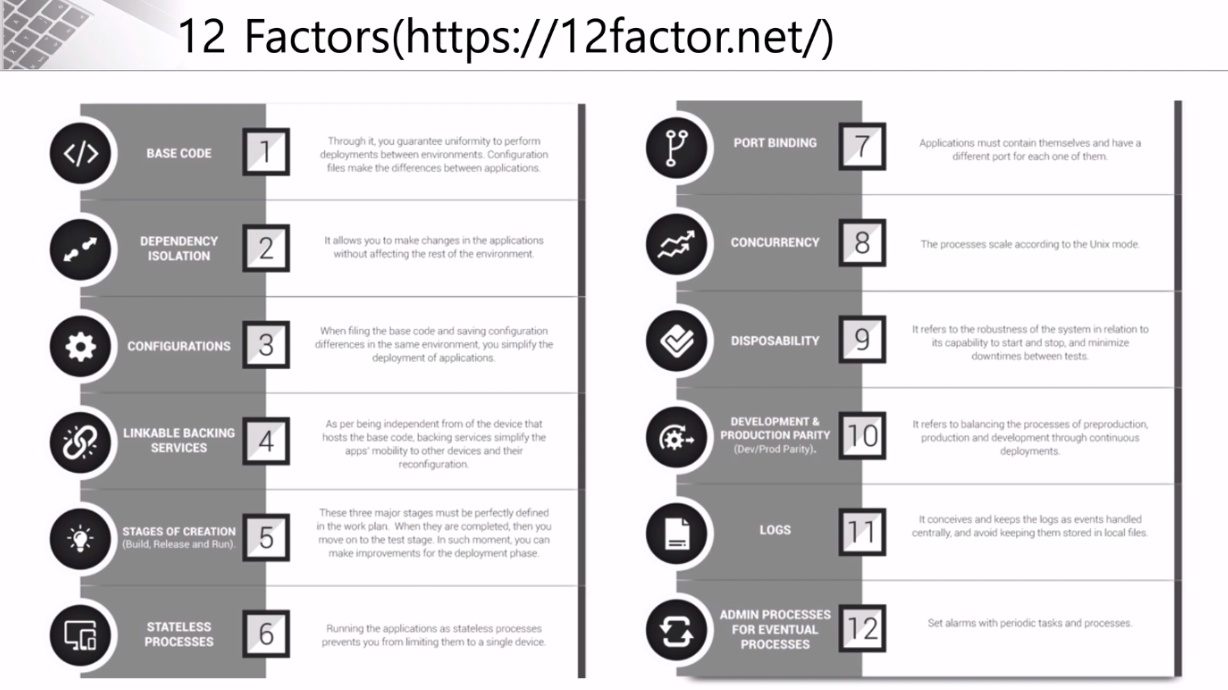 12 Factors(https://12factor.net/)
BASE CODE
1
Through it, you guarantee uniformity to perform
deployments between environments. Configuration
files make the differences between applications.
DEPENDENCY
ISOLATION
2
It allows you to make changes in the applications
without affecting the rest of the environment.
CONFIGURATIONS
3
When filing the base code and saving configuration
differences in the same environment, you simplify the
deployment of applications.
LINKABLE BACKING
SERVICES
4
As per being independent from of the device that
hosts the base code, backing services simplify the
apps' mobility to other devices and their
reconfiguration.
STAGES OF CREATION
(Build, Release and Run).
5
These three major stages must be perfectly defined
in the work plan. When they are completed, then you
move on to the test stage. In such moment, you can
make improvements for the deployment phase.
STATELESS
PROCESSES
6
Running the applications as stateless processes
prevents you from limiting them to a single device.
PORT BINDING
7
Applications must contain themselves and have a
different port for each one of them.
CONCURRENCY
8
The processes scale according to the Unix mode.
DISPOSABILITY
9
It refers to the robustness of the system in relation to
its capability to start and stop, and minimize
downtimes between tests.
DEVELOPMENT &
PRODUCTION PARITY
(Dev/Prod Parity).
10
It refers to balancing the processes of preproduction,
production and development through continuous
deployments.
LOGS
11
It conceives and keeps the logs as events handled
centrally, and avoid keeping them stored in local files.
ADMIN PROCESSES
FOR EVENTUAL
PROCESSES
12
Set alarms with periodic tasks and processes.